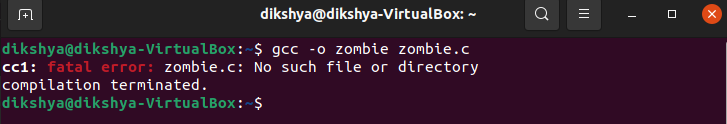 dikshya@dikshya-VirtualBox: ~
dikshya@dikshya-VirtualBox:~$ gcc -o zombie zombie.c
cc1: fatal error: zombie.c: No such file or directory
compilation terminated.
dikshya@dikshya-VirtualBox:~$